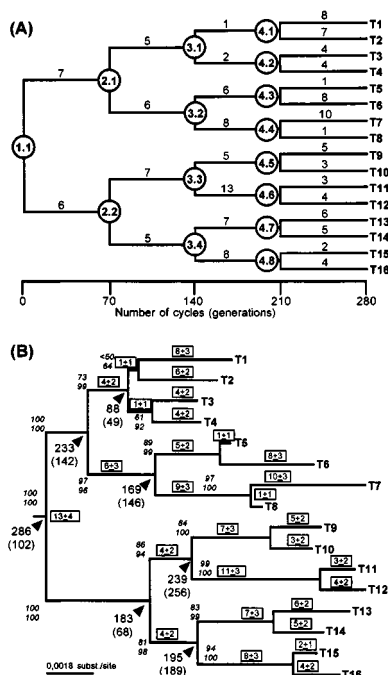 (A)
1 8 T1
7 T2
5 3.1 4.1
3 T3
2 4.2 4 T4
7 2.1
1 T5
6 4.3 8 T6
6 3.2
10 T7
8 4.4 1 T8
1.1
5 T9
5 4.5 3 T10
7 3.3
3 T11
13 4.6 4 T12
6 2.2
6 T13
7 4.7 5 T14
5 3.4
2 T15
8 4.8 4 T16
0 70 140 210 280
Number of cycles (generations)
(B)
<50 8±3 T1
64 1±1
73 6±2 T2
99 4±2
4±2 T3
88 1±1
(49) 61 4±2 T4
92
100
100
233
(142)
89 1±1 T5
99 5±2
6±3 8±3 T6
97
96 169
(146)
97 10±3 T7
100
9±3 1±1 T8
100
100
13±4
286
(102)
84 7±3 5±2 T9
100
86 3±2 T10
94 4±2
99 3±2 T11
239 100
(256) 11±3 4±2 T12
100
100
183
(68)
83 7±3 6±2 T13
99
5±2 T14
81
98 4±2
94 2±1 T15
195 100
(189) 8±3 4±2 T16
0,0018 subst./site